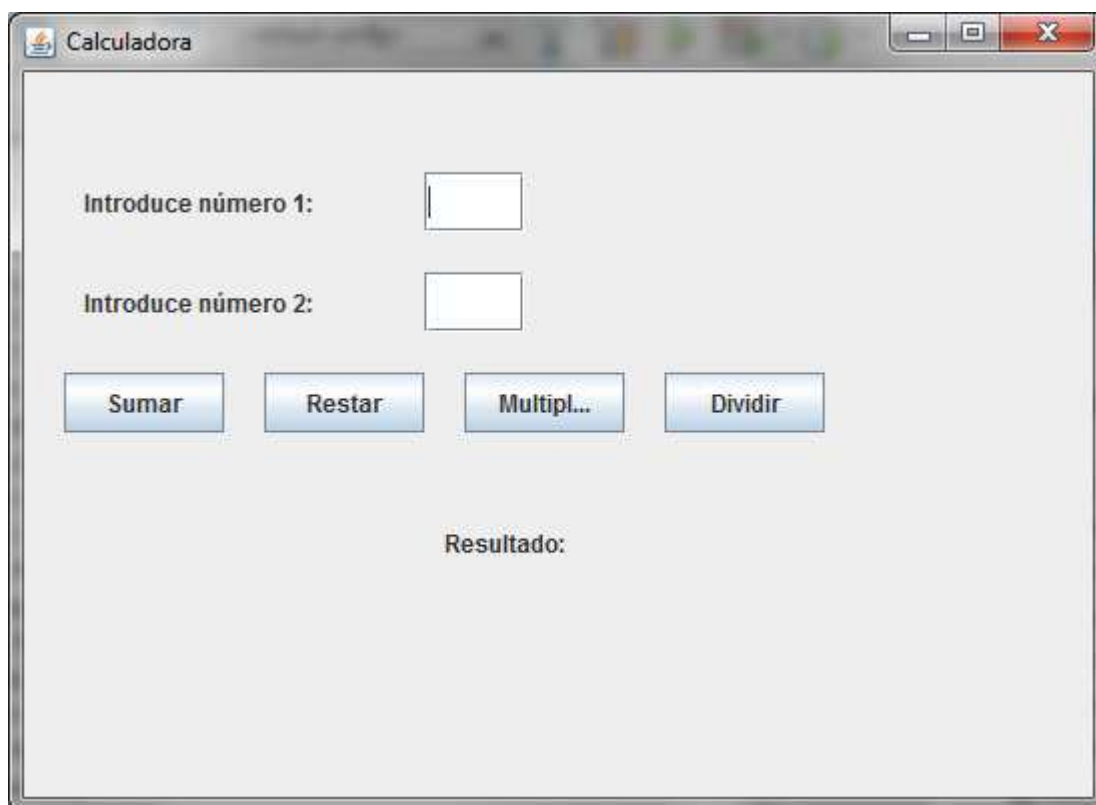 Calculadora
Introduce número 1:
Introduce número 2:
Sumar Restar Multipl... Dividir
Resultado: